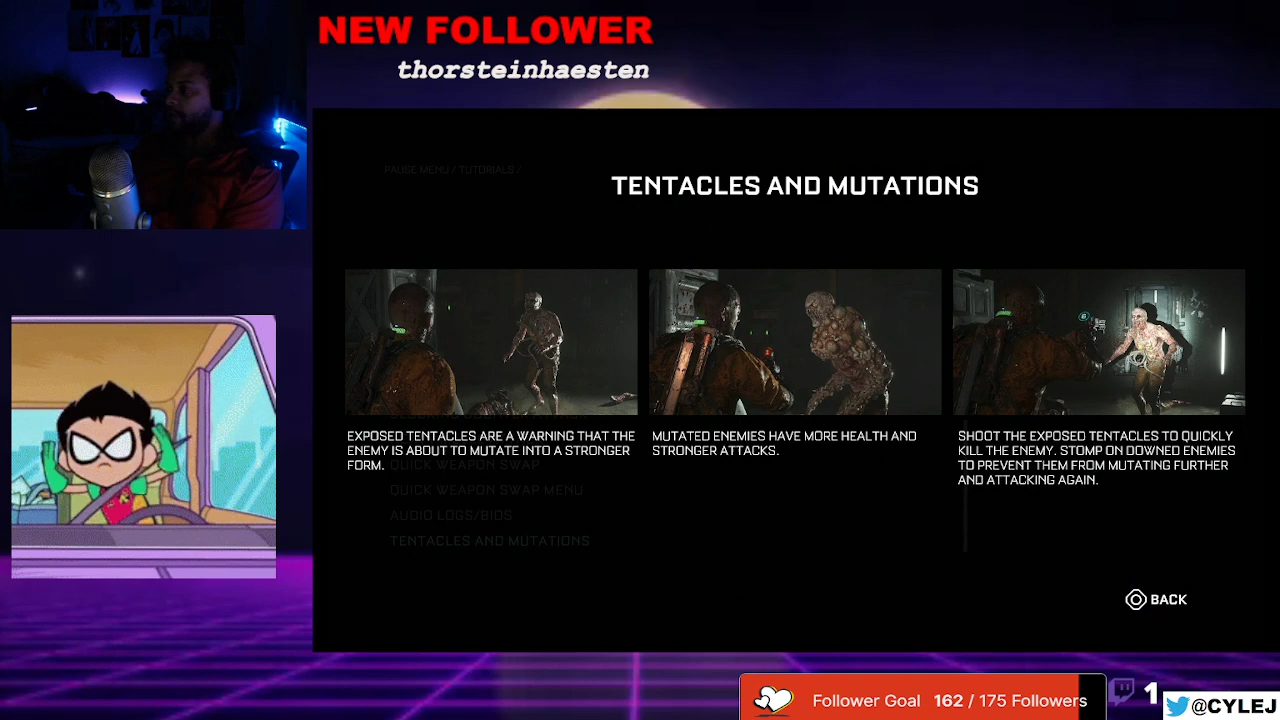 NEW FOLLOWER
thorsteinhaesten
PAUSE MENU / TUTORIALS /
TENTACLES AND MUTATIONS
EXPOSED TENTACLES ARE A WARNING THAT THE
ENEMY IS ABOUT TO MUTATE INTO A STRONGER
FORM.
MUTATED ENEMIES HAVE MORE HEALTH AND
STRONGER ATTACKS.
SHOOT THE EXPOSED TENTACLES TO QUICKLY
KILL THE ENEMY. STOMP ON DOWNED ENEMIES
TO PREVENT THEM FROM MUTATING FURTHER
AND ATTACKING AGAIN.
QUICK WEAPON SWAP
QUICK WEAPON SWAP MENU
AUDIO LOGS/BIOS
TENTACLES AND MUTATIONS
BACK
Follower Goal 162 / 175 Followers
1
@CYLEJ